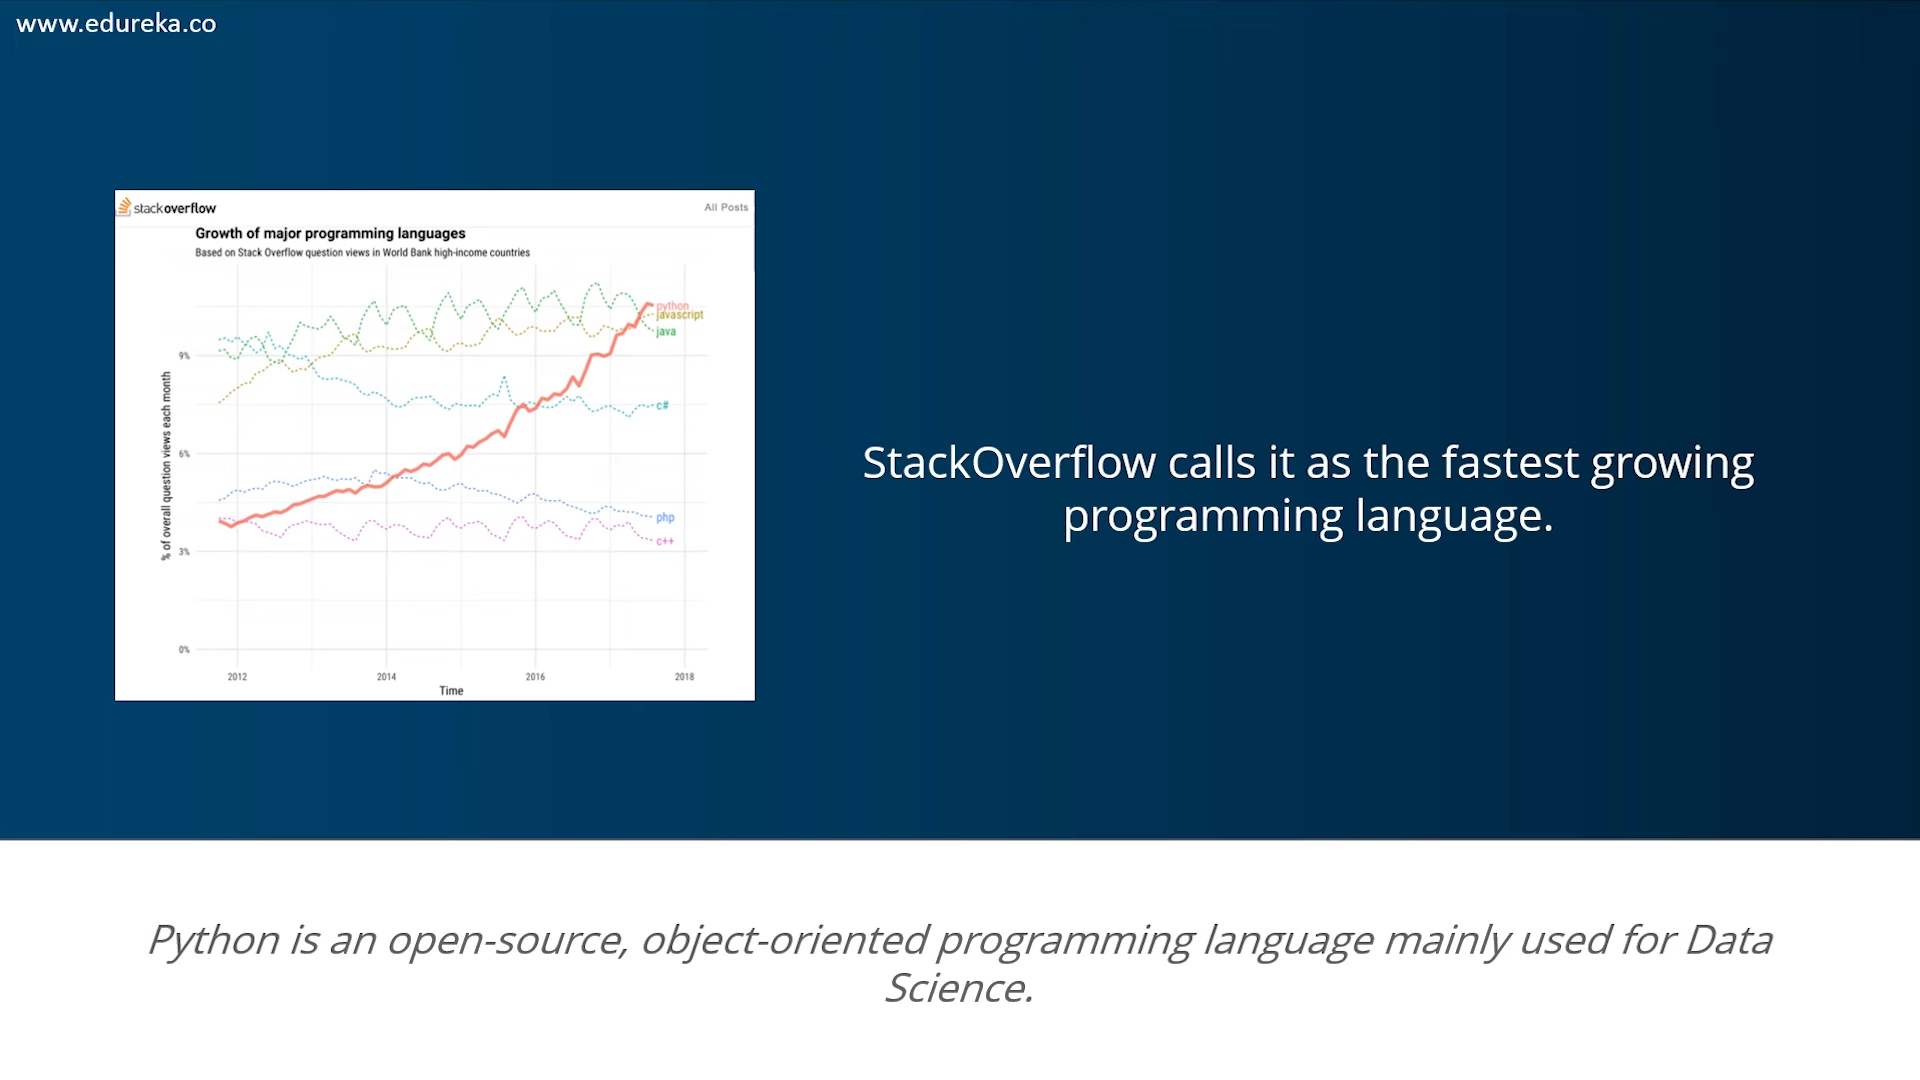 www.edureka.co
stackoverflow
All Posts
Growth of major programming languages
Based on Stack Overflow question views in World Bank high-income countries
python
javascript
java
9%
c#
% of overall question views each month
6%
php
c++
3%
0%
2012 2014 2016 2018
Time
StackOverflow calls it as the fastest growing
programming language.
Python is an open-source, object-oriented programming language mainly used for Data
Science.